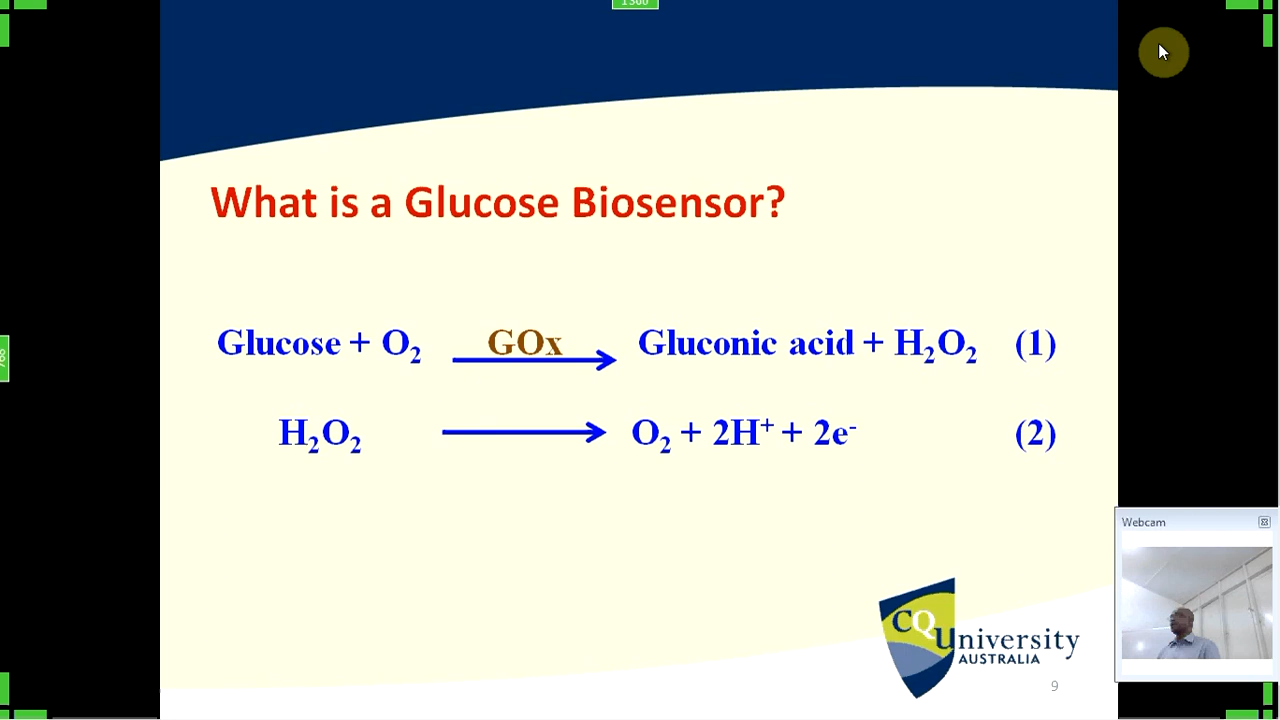 1366
What is a Glucose Biosensor?
Glucose + O₂ GOx Gluconic acid + H₂O₂ (1)
H₂O₂ O₂ + 2H⁺ + 2e⁻ (2)
Webcam
CQUniversity
AUSTRALIA
9